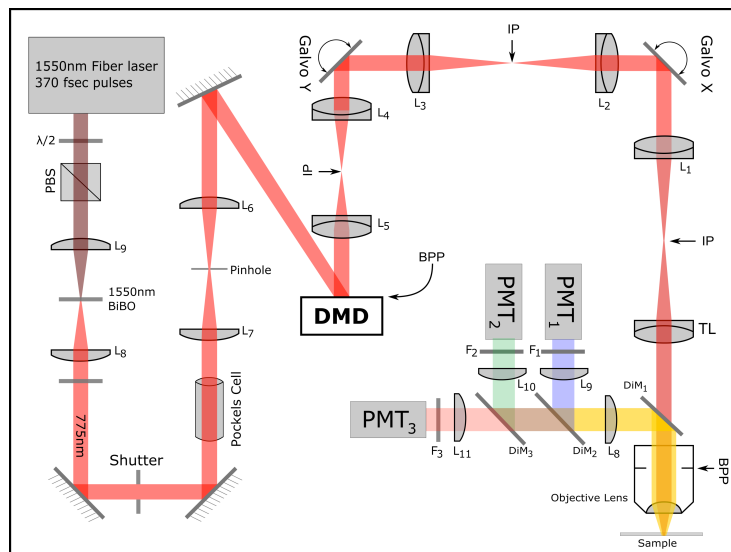 1550nm Fiber laser
370 fsec pulses
λ/2
PBS
L9
1550nm
BiBO
L8
775nm
Shutter
Pockels Cell
L7
Pinhole
L6
DMD
BPP
L5
IP
L4
Galvo Y
L3
IP
L2
Galvo X
L1
IP
TL
DiM1
BPP
Objective Lens
Sample
L8
DiM2
L9
F1
PMT1
DiM3
L10
F2
PMT2
L11
F3
PMT3